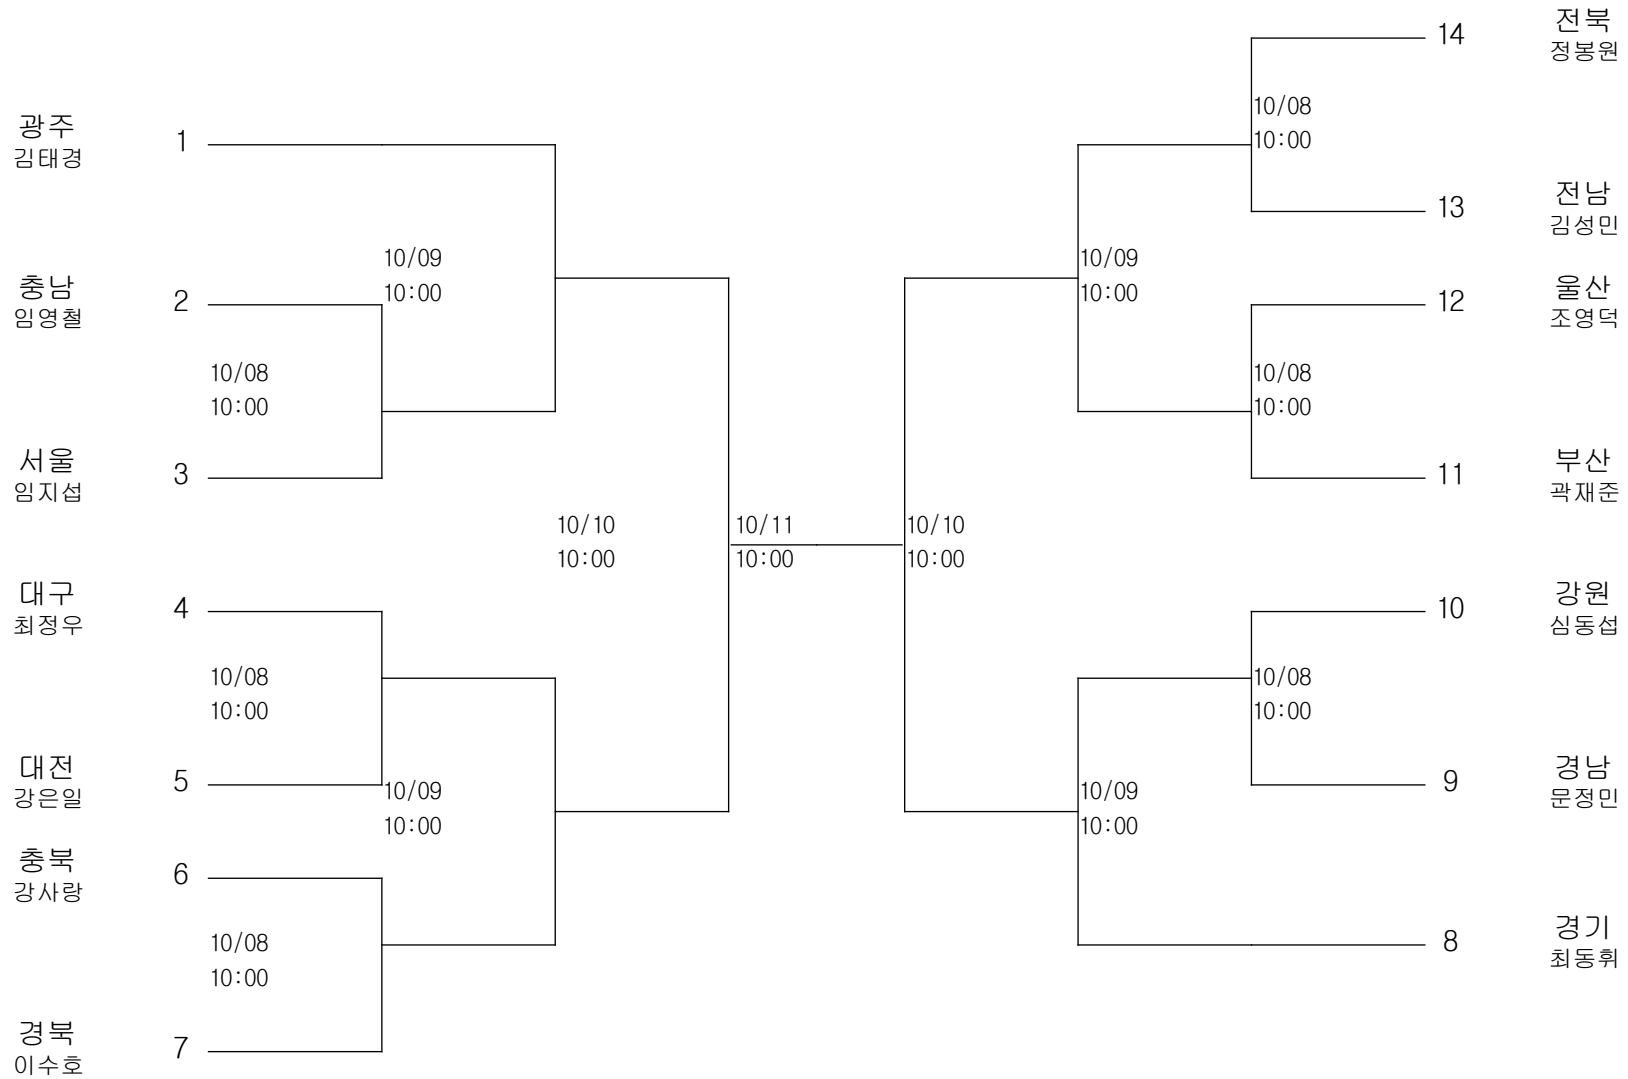 광주
김태경
1
충남
임영철
2
서울
임지섭
3
대구
최정우
4
대전
강은일
5
충북
강사랑
6
경북
이수호
7
10/08
10:00
10/08
10:00
10/08
10:00
10/09
10:00
10/09
10:00
10/10
10:00
10/11
10:00
10/10
10:00
10/09
10:00
10/09
10:00
10/08
10:00
10/08
10:00
10/08
10:00
14
전북
정봉원
13
전남
김성민
12
울산
조영덕
11
부산
곽재준
10
강원
심동섭
9
경남
문정민
8
경기
최동휘